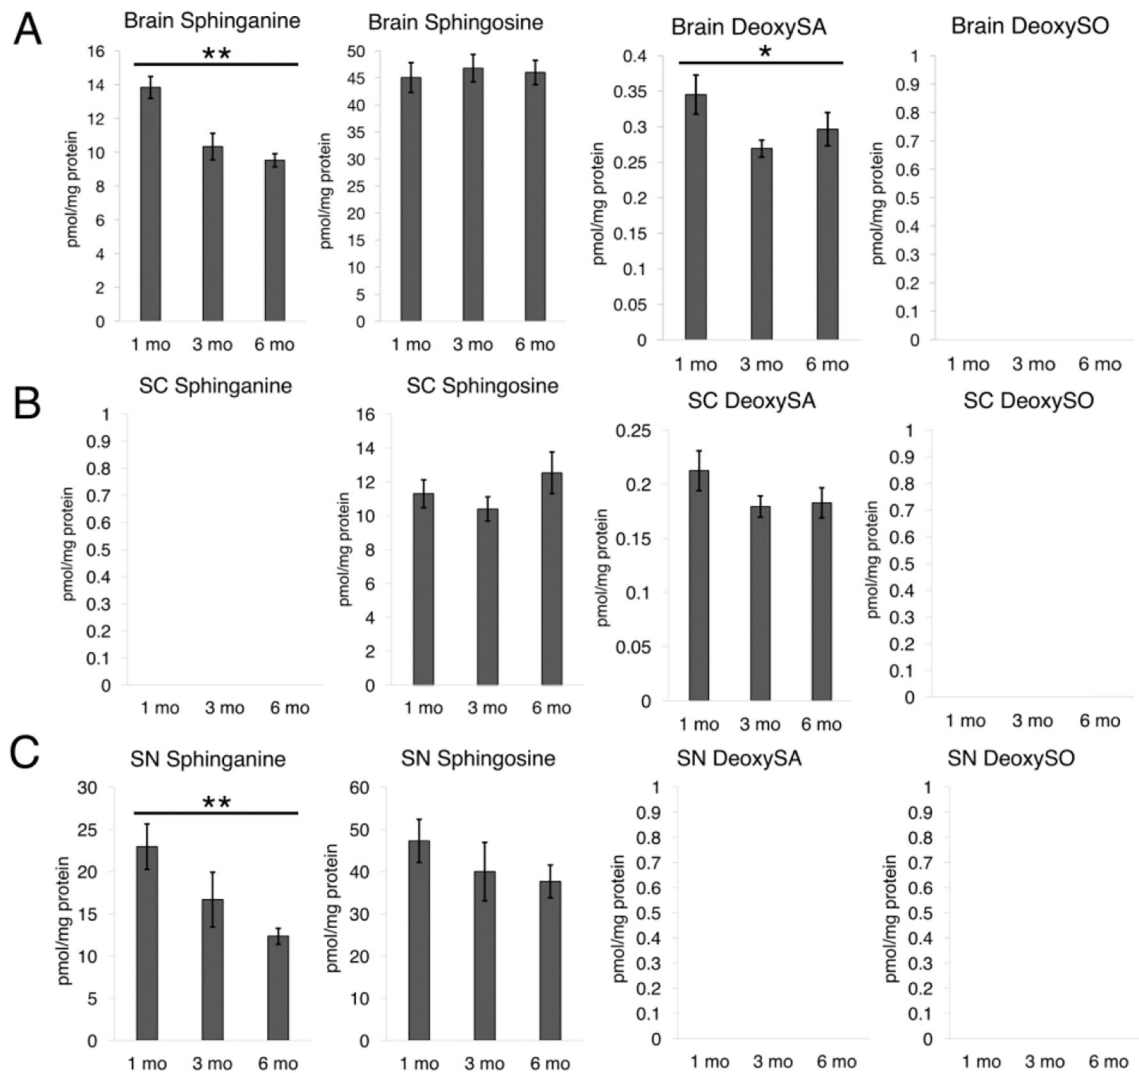 A
Brain Sphinganine
**
pmol/mg protein
16
14
12
10
8
6
4
2
0
1 mo 3 mo 6 mo
Brain Sphingosine
pmol/mg protein
50
45
40
35
30
25
20
15
10
5
0
1 mo 3 mo 6 mo
Brain DeoxySA
*
pmol/mg protein
0.4
0.35
0.3
0.25
0.2
0.15
0.1
0.05
0
1 mo 3 mo 6 mo
Brain DeoxySO
pmol/mg protein
1
0.9
0.8
0.7
0.6
0.5
0.4
0.3
0.2
0.1
0
1 mo 3 mo 6 mo
B
SC Sphinganine
pmol/mg protein
1
0.9
0.8
0.7
0.6
0.5
0.4
0.3
0.2
0.1
0
1 mo 3 mo 6 mo
SC Sphingosine
pmol/mg protein
16
14
12
10
8
6
4
2
0
1 mo 3 mo 6 mo
SC DeoxySA
pmol/mg protein
0.25
0.2
0.15
0.1
0.05
0
1 mo 3 mo 6 mo
SC DeoxySO
pmol/mg protein
1
0.9
0.8
0.7
0.6
0.5
0.4
0.3
0.2
0.1
0
1 mo 3 mo 6 mo
C
SN Sphinganine
**
pmol/mg protein
30
25
20
15
10
5
0
1 mo 3 mo 6 mo
SN Sphingosine
pmol/mg protein
60
50
40
30
20
10
0
1 mo 3 mo 6 mo
SN DeoxySA
pmol/mg protein
1
0.9
0.8
0.7
0.6
0.5
0.4
0.3
0.2
0.1
0
1 mo 3 mo 6 mo
SN DeoxySO
pmol/mg protein
1
0.9
0.8
0.7
0.6
0.5
0.4
0.3
0.2
0.1
0
1 mo 3 mo 6 mo